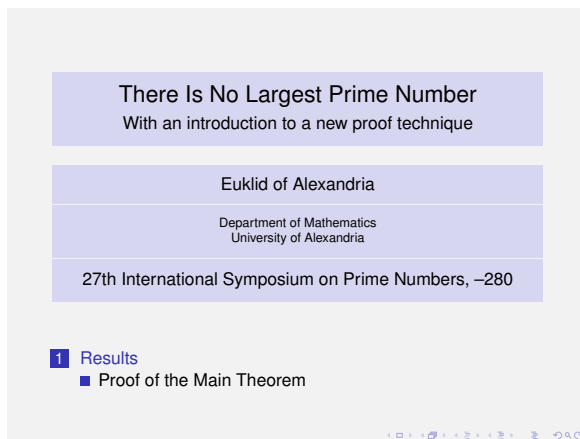 There Is No Largest Prime Number
With an introduction to a new proof technique
Euklid of Alexandria
Department of Mathematics
University of Alexandria
27th International Symposium on Prime Numbers, –280
1 Results
Proof of the Main Theorem